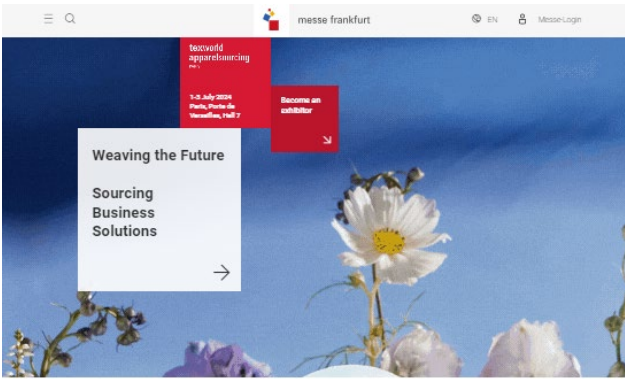 messe frankfurt
EN
Messe-Login
texworld
apparelsourcing
PARIS
1-3 July 2024
Paris, Porte de
Versailles, Hall 7
Become an
exhibitor
Weaving the Future
Sourcing
Business
Solutions